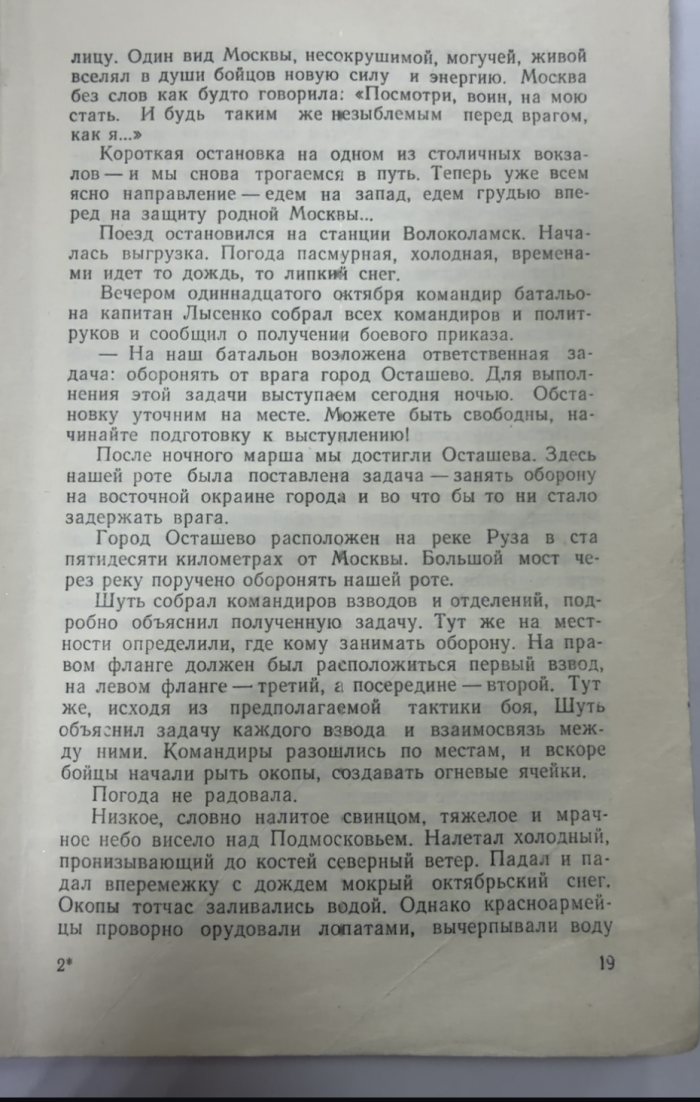 лицу. Один вид Москвы, несокрушимой, могучей, живой
вселял в души бойцов новую силу и энергию. Москва
без слов как будто говорила: «Посмотри, воин, на мою
стать. И будь таким же незыблемым перед врагом,
как я...»
Короткая остановка на одном из столичных вокза-
лов — и мы снова трогаемся в путь. Теперь уже всем
ясно направление — едем на запад, едем грудью впе-
ред на защиту родной Москвы...
Поезд остановился на станции Волоколамск. Нача-
лась выгрузка. Погода пасмурная, холодная, времена-
ми идет то дождь, то липкий снег.
Вечером одиннадцатого октября командир батальо-
на капитан Лысенко собрал всех командиров и полит-
руков и сообщил о получении боевого приказа.
— На наш батальон возложена ответственная за-
дача: оборонять от врага город Осташево. Для выпол-
нения этой задачи выступаем сегодня ночью. Обста-
новку уточним на месте. Можете быть свободны, на-
чинайте подготовку к выступлению!
После ночного марша мы достигли Осташева. Здесь
нашей роте была поставлена задача — занять оборону
на восточной окраине города и во что бы то ни стало
задержать врага.
Город Осташево расположен на реке Руза в ста
пятидесяти километрах от Москвы. Большой мост че-
рез реку поручено оборонять нашей роте.
Шуть собрал командиров взводов и отделений, под-
робно объяснил полученную задачу. Тут же на мест-
ности определили, где кому занимать оборону. На пра-
вом фланге должен был расположиться первый взвод,
на левом фланге — третий, а посередине — второй. Тут
же, исходя из предполагаемой тактики боя, Шуть
объяснил задачу каждого взвода и взаимосвязь меж-
ду ними. Командиры разошлись по местам, и вскоре
бойцы начали рыть окопы, создавать огневые ячейки.
Погода не радовала.
Низкое, словно налитое свинцом, тяжелое и мрач-
ное небо висело над Подмосковьем. Налетал холодный,
пронизывающий до костей северный ветер. Падал и па-
дал вперемежку с дождем мокрый октябрьский снег.
Окопы тотчас заливались водой. Однако красноармей-
цы проворно орудовали лопатами, вычерпывали воду
2*
19